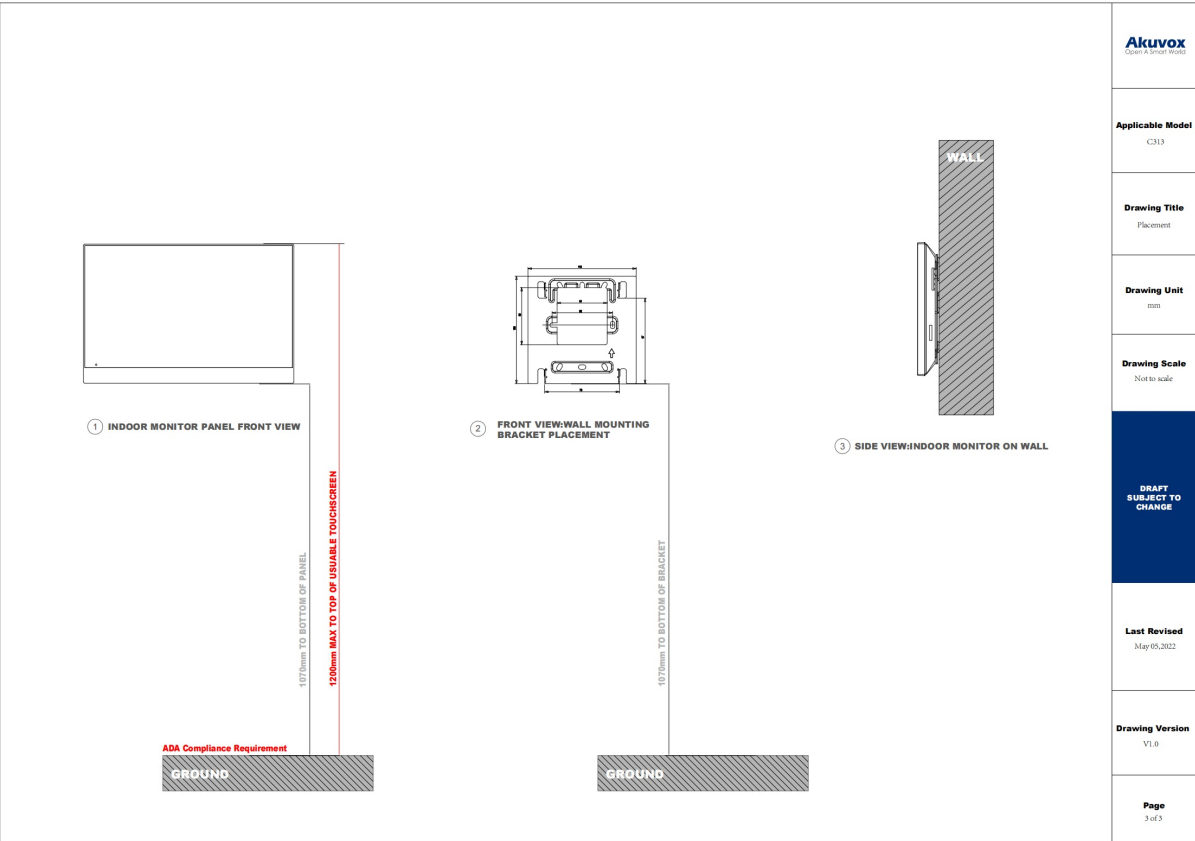 Akuvox
Open A Smart World
Applicable Model
C313
Drawing Title
Placement
Drawing Unit
mm
Drawing Scale
Not to scale
DRAFT
SUBJECT TO
CHANGE
Last Revised
May 05,2022
Drawing Version
V1.0
Page
3 of 3
WALL
1 INDOOR MONITOR PANEL FRONT VIEW
2 FRONT VIEW:WALL MOUNTING
BRACKET PLACEMENT
3 SIDE VIEW:INDOOR MONITOR ON WALL
1070mm TO BOTTOM OF PANEL
1200mm MAX TO TOP OF USUABLE TOUCHSCREEN
1070mm TO BOTTOM OF BRACKET
ADA Compliance Requirement
GROUND
GROUND